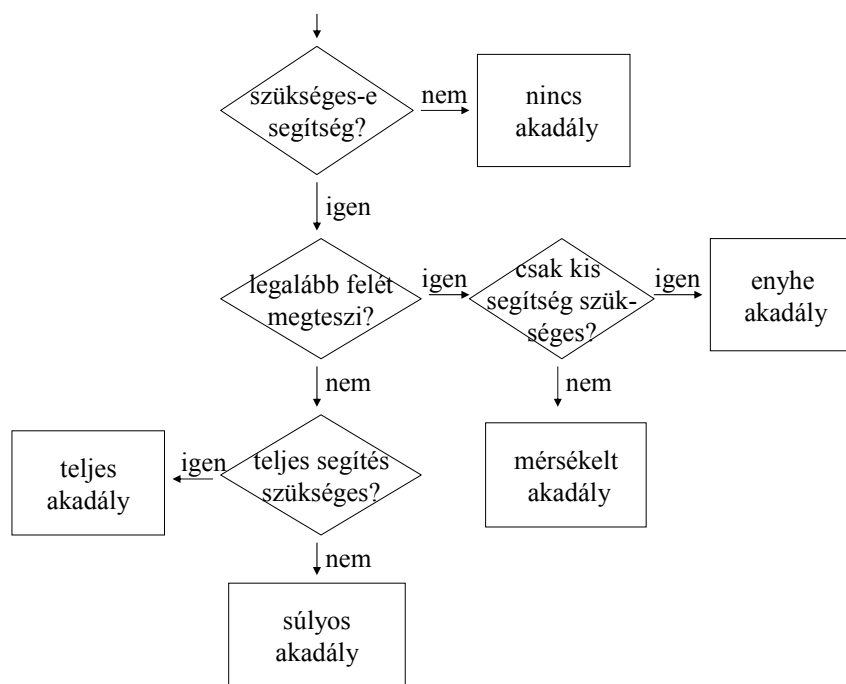 szükséges-e
segítség?
nem
nincs
akadály
igen
legalább felét
megteszi?
igen
csak kis
segítség szük-
séges?
igen
enyhe
akadály
nem
nem
teljes
akadály
igen
teljes segítés
szükséges?
mérsékelt
akadály
nem
súlyos
akadály